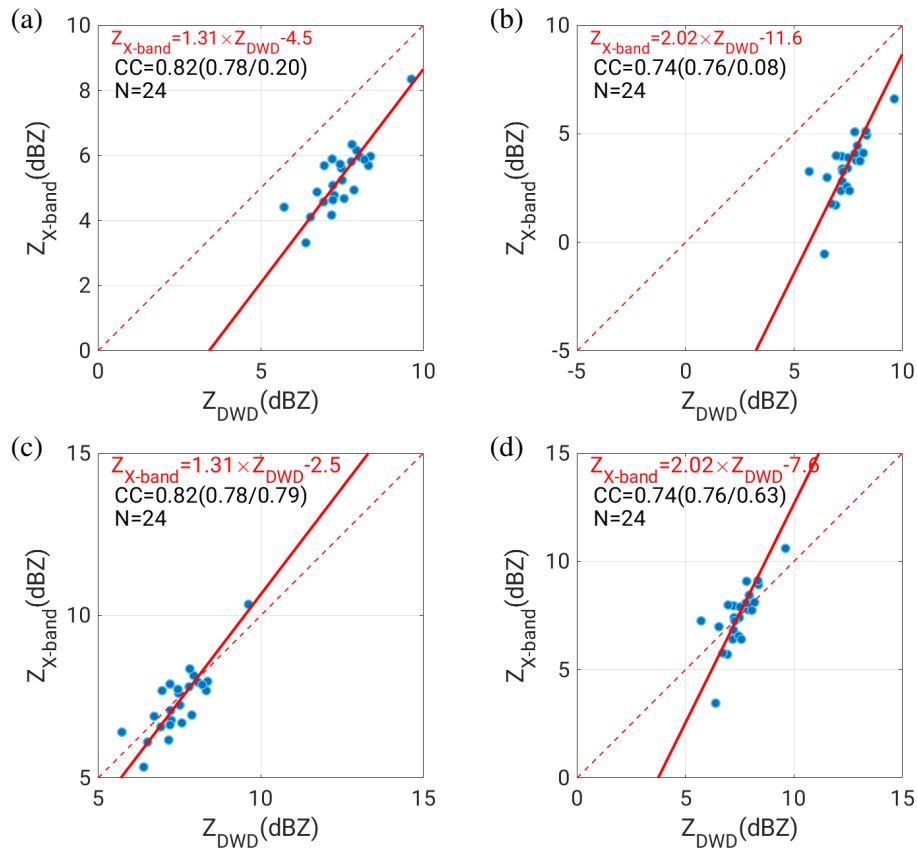 (a)
10
Z_X-band=1.31×Z_DWD-4.5
CC=0.82(0.78/0.20)
N=24
8
6
4
2
0
Z_X-band(dBZ)
0
5
10
Z_DWD(dBZ)
(b)
10
Z_X-band=2.02×Z_DWD-11.6
CC=0.74(0.76/0.08)
N=24
5
0
-5
Z_X-band(dBZ)
-5
0
5
10
Z_DWD(dBZ)
(c)
15
Z_X-band=1.31×Z_DWD-2.5
CC=0.82(0.78/0.79)
N=24
10
5
Z_X-band(dBZ)
5
10
15
Z_DWD(dBZ)
(d)
15
Z_X-band=2.02×Z_DWD-7.6
CC=0.74(0.76/0.63)
N=24
10
5
0
Z_X-band(dBZ)
0
5
10
15
Z_DWD(dBZ)